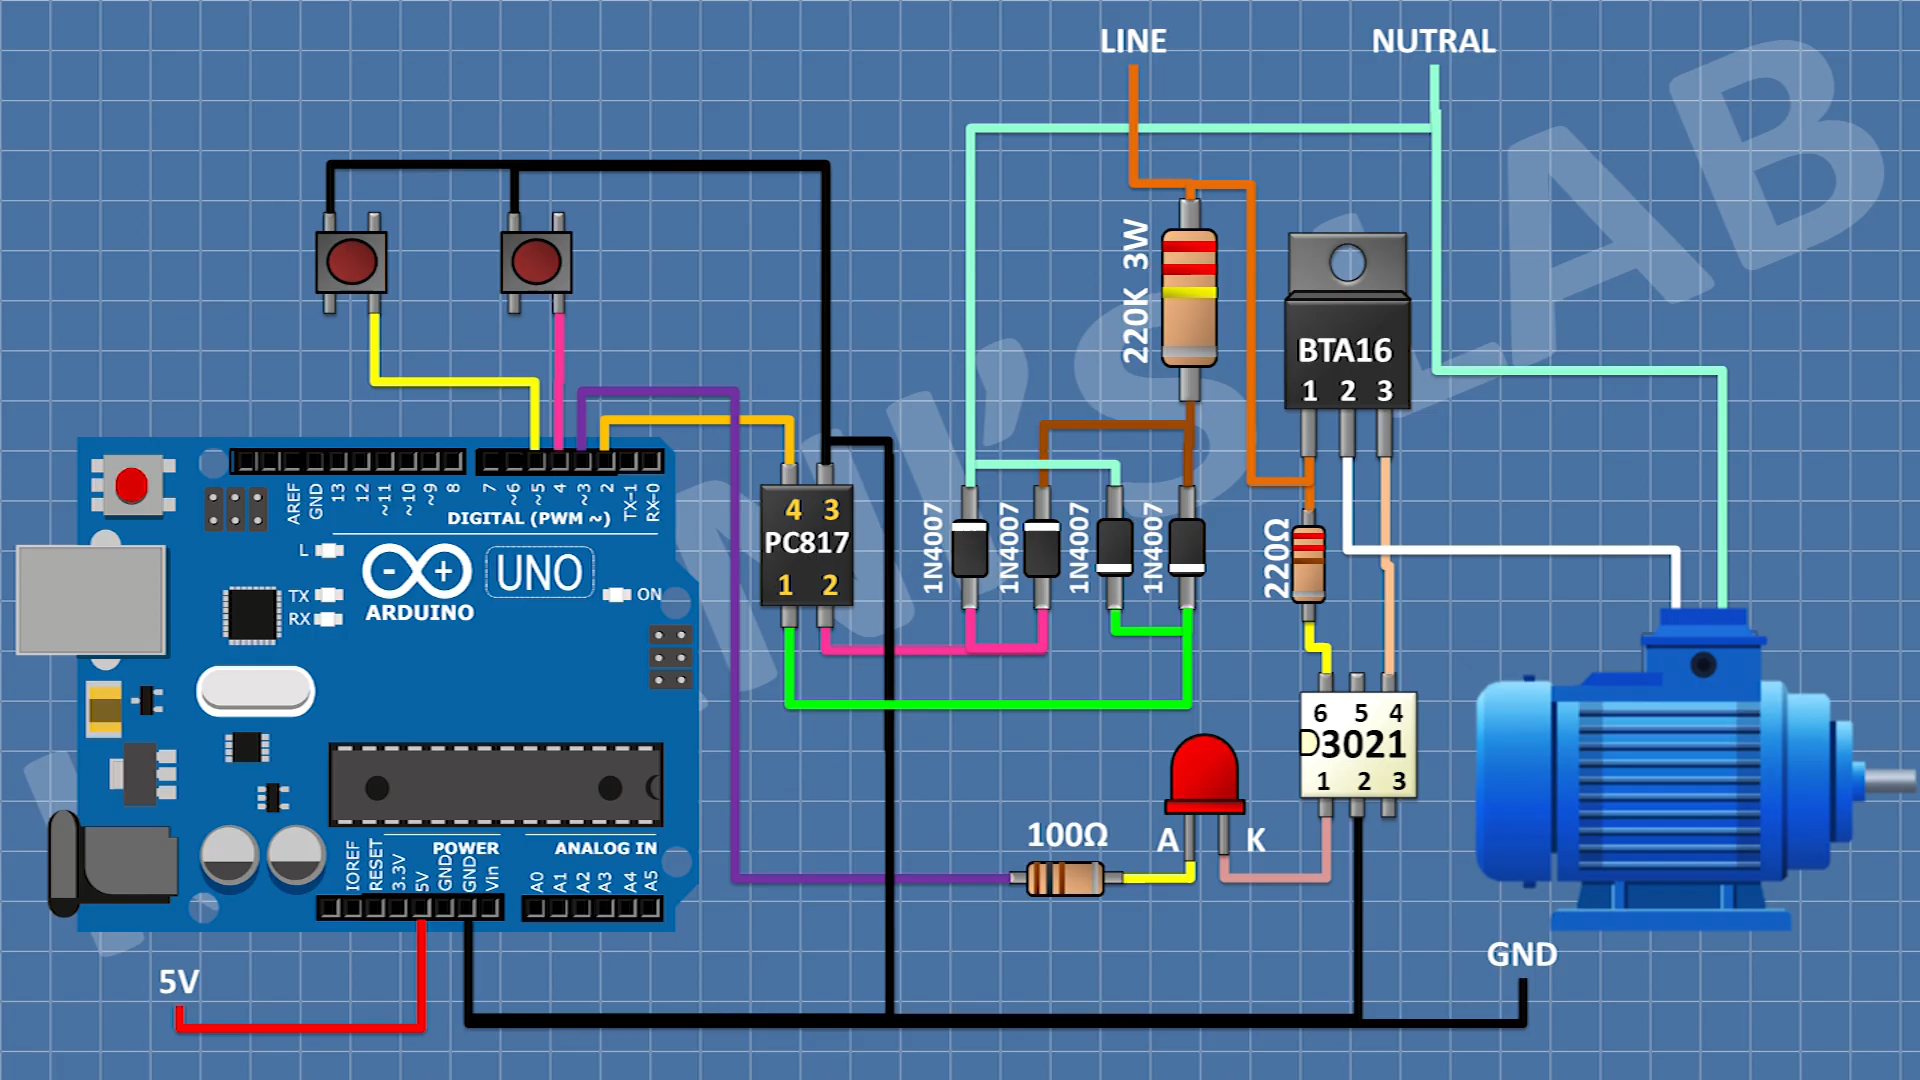 LINE
NUTRAL
220K 3W
BTA16
1 2 3
AREF
GND
13
12
~11
~10
~9
8
7
~6
~5
4
~3
2
TX-1
RX-0
DIGITAL (PWM ~)
L
TX
RX
ARDUINO
UNO
ON
4 3
PC817
1 2
1N4007
1N4007
1N4007
1N4007
220Ω
6 5 4
3021
1 2 3
100Ω
A
K
POWER
ANALOG IN
IOREF
RESET
3.3V
5V
GND
GND
Vin
A0
A1
A2
A3
A4
A5
5V
GND